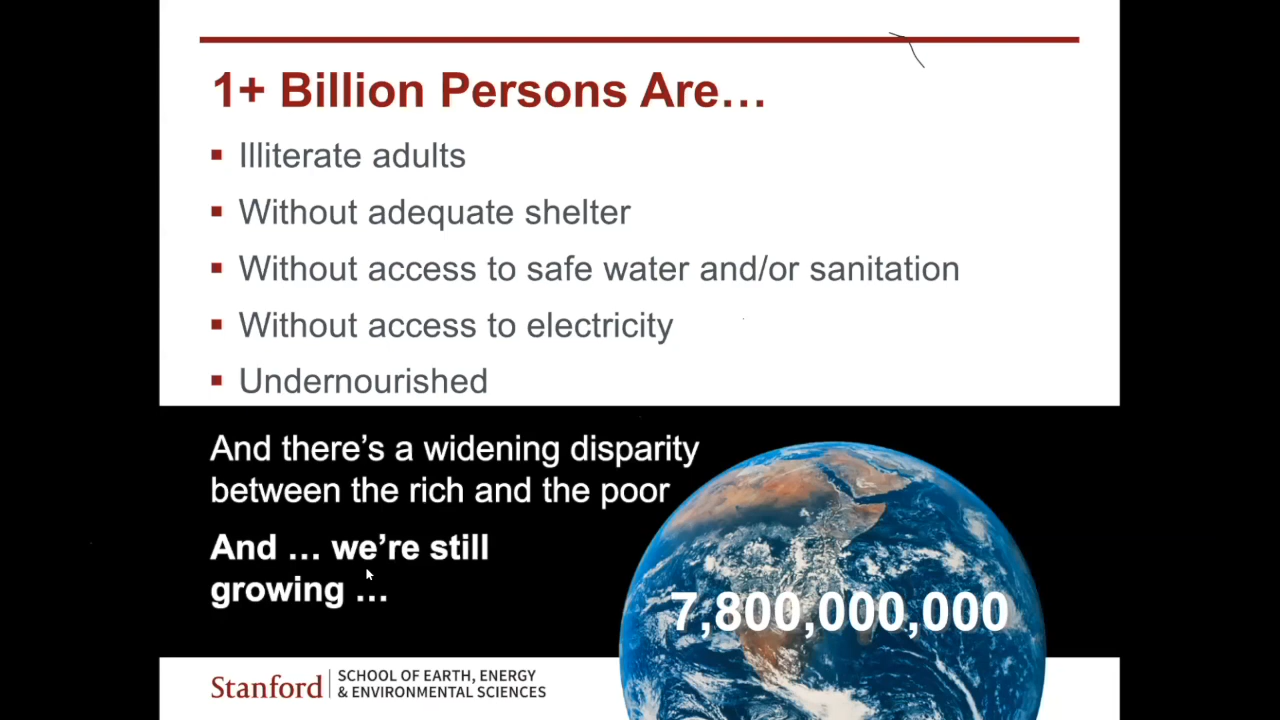 1+ Billion Persons Are…
▪ Illiterate adults
▪ Without adequate shelter
▪ Without access to safe water and/or sanitation
▪ Without access to electricity
▪ Undernourished
And there’s a widening disparity
between the rich and the poor
And … we’re still
growing …
7,800,000,000
Stanford
SCHOOL OF EARTH, ENERGY
& ENVIRONMENTAL SCIENCES